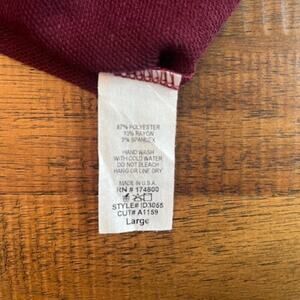 87% POLYESTER
10% RAYON
3% SPANDEX
HAND WASH
WITH COLD WATER
DO NOT BLEACH
HANG OR LINE DRY
MADE IN U.S.A.
RN # 174800
STYLE# ID3055
CUT# A1159
Large